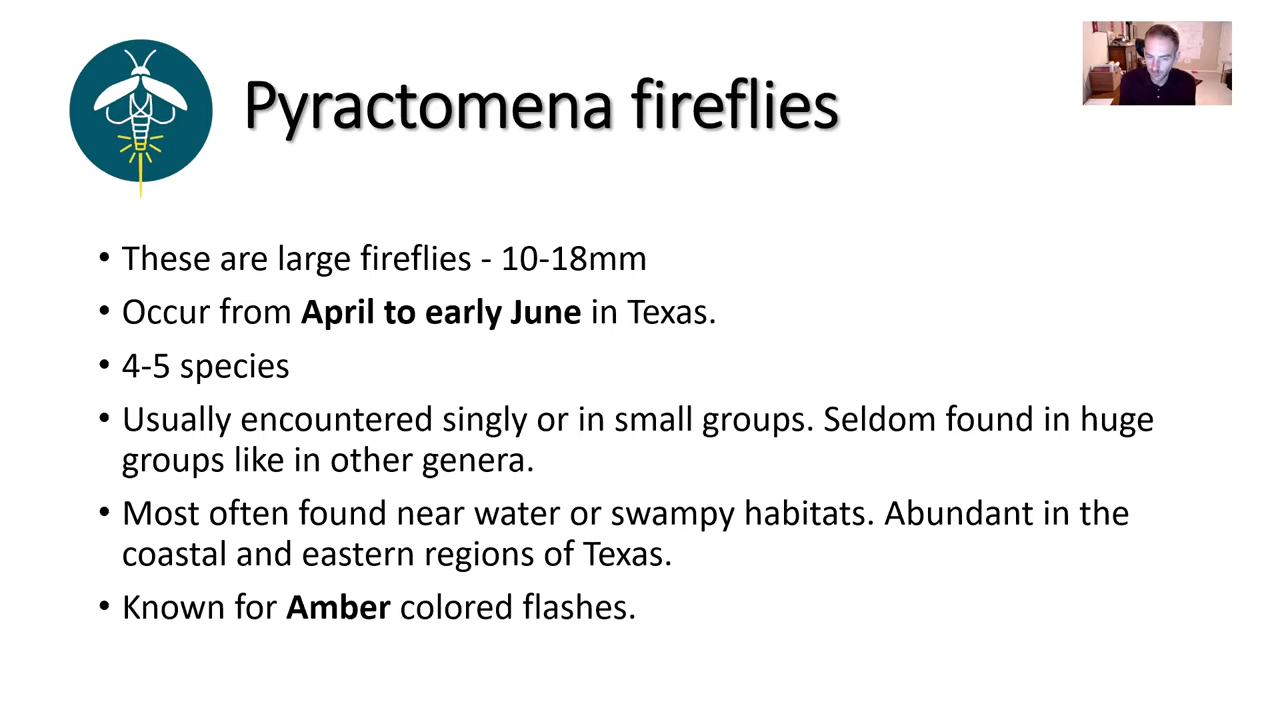 Pyractomena fireflies
• These are large fireflies - 10-18mm
• Occur from April to early June in Texas.
• 4-5 species
• Usually encountered singly or in small groups. Seldom found in huge
groups like in other genera.
• Most often found near water or swampy habitats. Abundant in the
coastal and eastern regions of Texas.
• Known for Amber colored flashes.